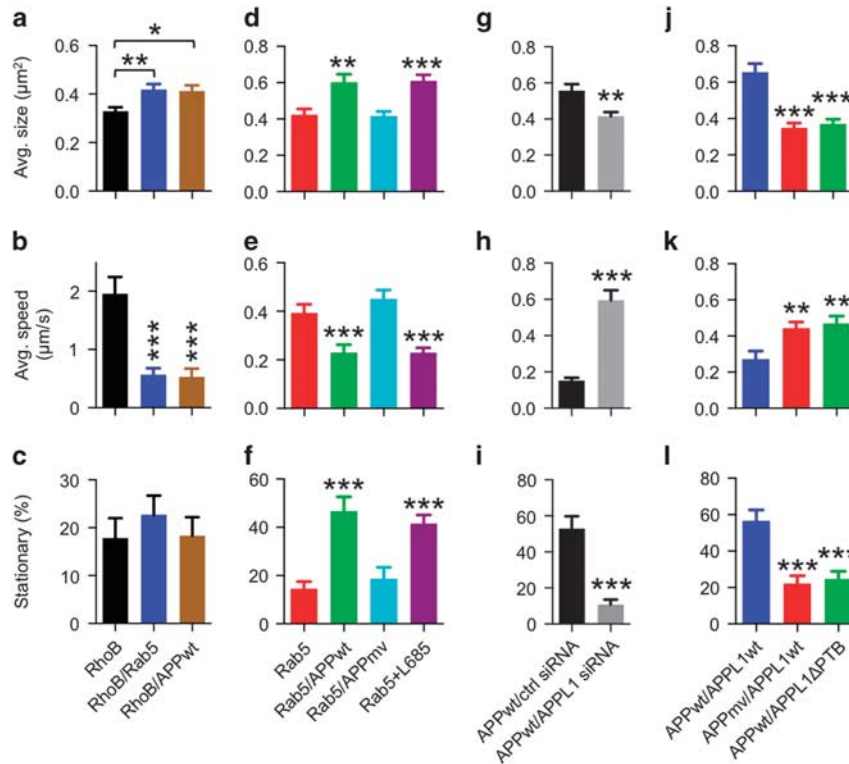 a
d
g
j
Avg. size (μm²)
0.6
0.4
0.2
0.0
**
*
0.8
0.6
0.4
0.2
0.0
**
***
0.8
0.6
0.4
0.2
0.0
**
0.8
0.6
0.4
0.2
0.0
***
***
b
e
h
k
Avg. speed
(μm/s)
2
1
0
***
***
0.6
0.4
0.2
0.0
***
***
0.8
0.6
0.4
0.2
0.0
***
0.8
0.6
0.4
0.2
0.0
**
**
c
f
i
l
Stationary (%)
30
20
10
0
60
40
20
0
***
***
80
60
40
20
0
***
80
60
40
20
0
***
***
RhoB
RhoB/Rab5
RhoB/APPwt
Rab5
Rab5/APPwt
Rab5/APPmv
Rab5+L685
APPwt/ctrl siRNA
APPwt/APPL1 siRNA
APPwt/APPL1wt
APPmv/APPL1wt
APPwt/APPL1ΔPTB